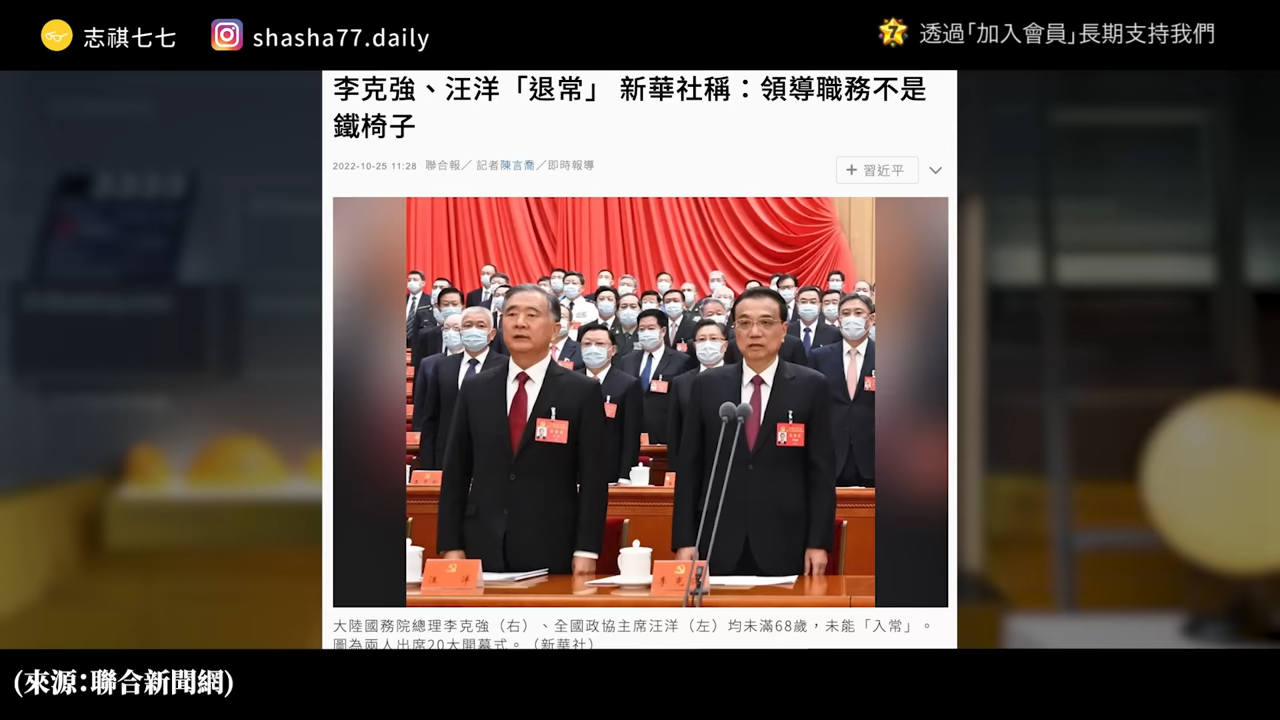 志祺七七
shasha77.daily
透過「加入會員」長期支持我們
李克強、汪洋「退常」 新華社稱：領導職務不是
鐵椅子
2022-10-25 11:28 聯合報／ 記者陳言喬／即時報導
+ 習近平
汪 洋
李克
大陸國務院總理李克強（右）、全國政協主席汪洋（左）均未滿68歲，未能「入常」。
圖為兩人出席20大開幕式。（新華社）
(來源:聯合新聞網)